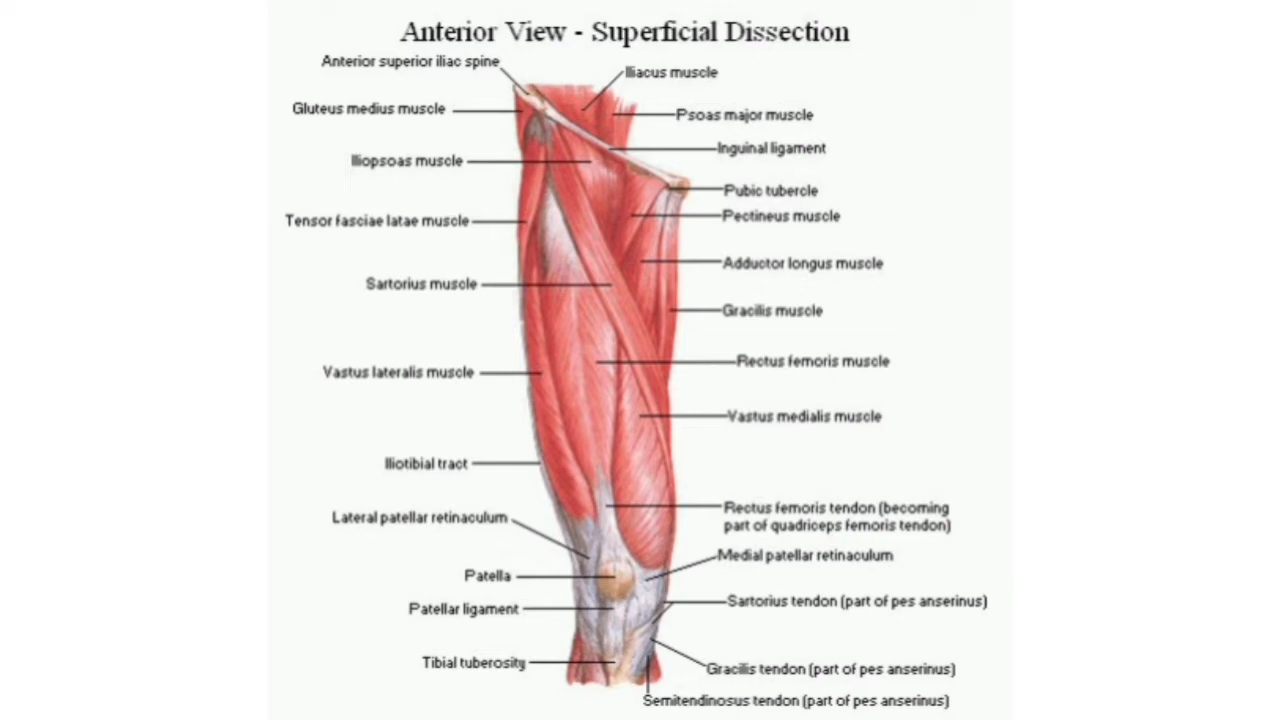 Anterior View - Superficial Dissection
Anterior superior iliac spine
Iliacus muscle
Gluteus medius muscle
Psoas major muscle
Inguinal ligament
Iliopsoas muscle
Pubic tubercle
Pectineus muscle
Tensor fasciae latae muscle
Adductor longus muscle
Sartorius muscle
Gracilis muscle
Rectus femoris muscle
Vastus lateralis muscle
Vastus medialis muscle
Iliotibial tract
Rectus femoris tendon (becoming
part of quadriceps femoris tendon)
Lateral patellar retinaculum
Medial patellar retinaculum
Patella
Sartorius tendon (part of pes anserinus)
Patellar ligament
Tibial tuberosity
Gracilis tendon (part of pes anserinus)
Semitendinosus tendon (part of pes anserinus)